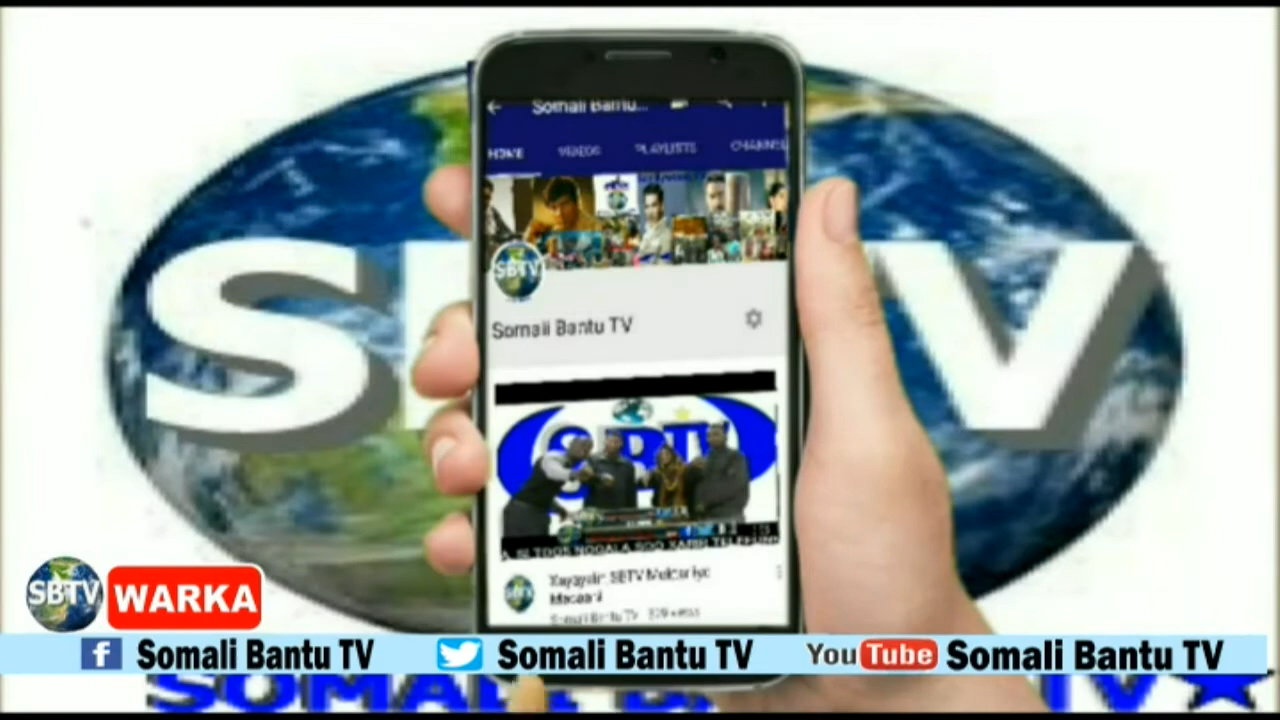 Somali Bantu...
HOME VIDEOS PLAYLISTS CHANNEL
SBTV
SBTV
Somali Bantu TV
SBTV
SBTV WARKA
Somali Bantu TV
Somali Bantu TV
YouTube Somali Bantu TV